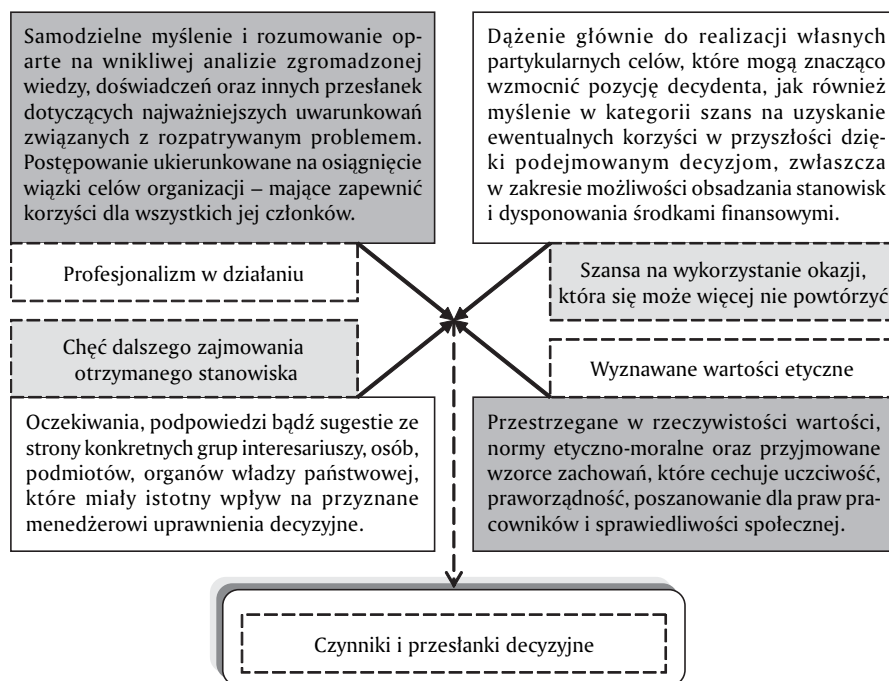 Samodzielne myślenie i rozumowanie op-
arte na wnikliwej analizie zgromadzonej
wiedzy, doświadczeń oraz innych przesłanek
dotyczących najważniejszych uwarunkowań
związanych z rozpatrywanym problemem.
Postępowanie ukierunkowane na osiągnięcie
wiązki celów organizacji – mające zapewnić
korzyści dla wszystkich jej członków.
Profesjonalizm w działaniu
Dążenie głównie do realizacji własnych
partykularnych celów, które mogą znacząco
wzmocnić pozycję decydenta, jak również
myślenie w kategorii szans na uzyskanie
ewentualnych korzyści w przyszłości dzię-
ki podejmowanym decyzjom, zwłaszcza
w zakresie możliwości obsadzania stanowisk
i dysponowania środkami finansowymi.
Szansa na wykorzystanie okazji,
która się może więcej nie powtórzyć
Chęć dalszego zajmowania
otrzymanego stanowiska
Oczekiwania, podpowiedzi bądź sugestie ze
strony konkretnych grup interesariuszy, osób,
podmiotów, organów władzy państwowej,
które miały istotny wpływ na przyznane
menedżerowi uprawnienia decyzyjne.
Wyznawane wartości etyczne
Przestrzegane w rzeczywistości wartości,
normy etyczno-moralne oraz przyjmowane
wzorce zachowań, które cechuje uczciwość,
praworządność, poszanowanie dla praw pra-
cowników i sprawiedliwości społecznej.
Czynniki i przesłanki decyzyjne